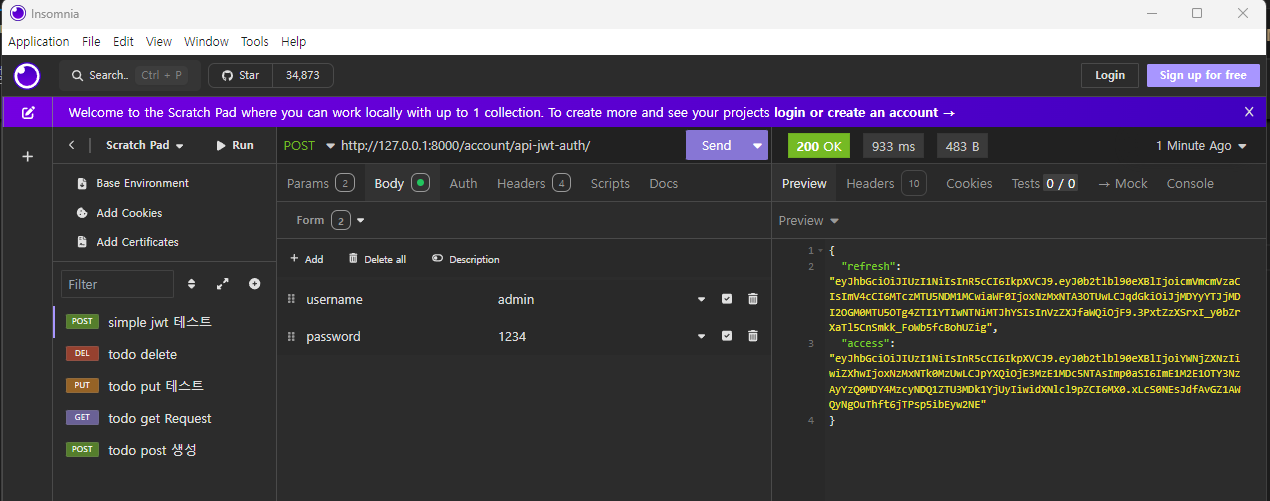 Insomnia
Application File Edit View Window Tools Help
Search.. Ctrl + P Star 34,873 Login Sign up for free
Welcome to the Scratch Pad where you can work locally with up to 1 collection. To create more and see your projects login or create an account →
Scratch Pad Run
Base Environment
Add Cookies
Add Certificates
Filter
POST simple jwt 테스트
DEL todo delete
PUT todo put 테스트
GET todo get Request
POST todo post 생성
POST http://127.0.0.1:8000/account/api-jwt-auth/ Send
Params 2 Body Auth Headers 4 Scripts Docs
Form 2
Add Delete all Description
username admin
password 1234
200 OK 933 ms 483 B 1 Minute Ago
Preview Headers 10 Cookies Tests 0 / 0 → Mock Console
Preview
1 {
2 "refresh":
3 "access":
4 }